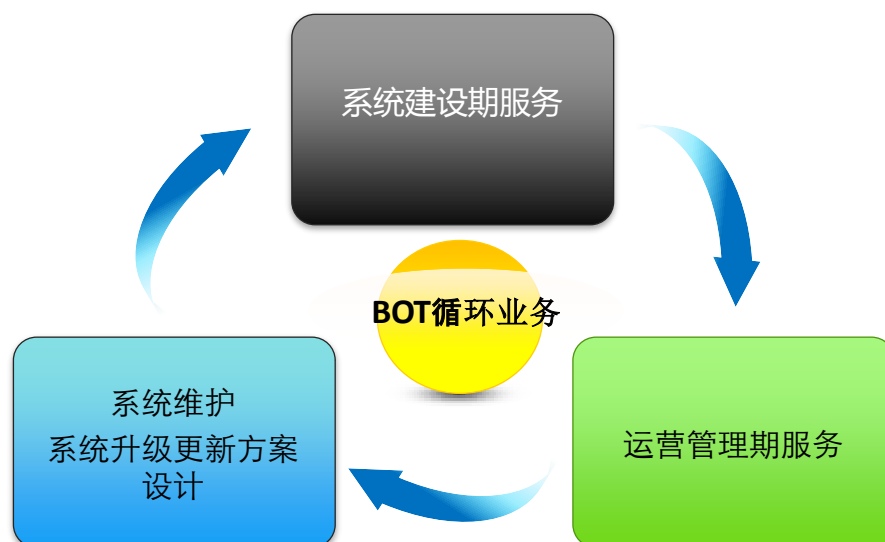 系统建设期服务
BOT循环业务
系统维护
系统升级更新方案
设计
运营管理期服务